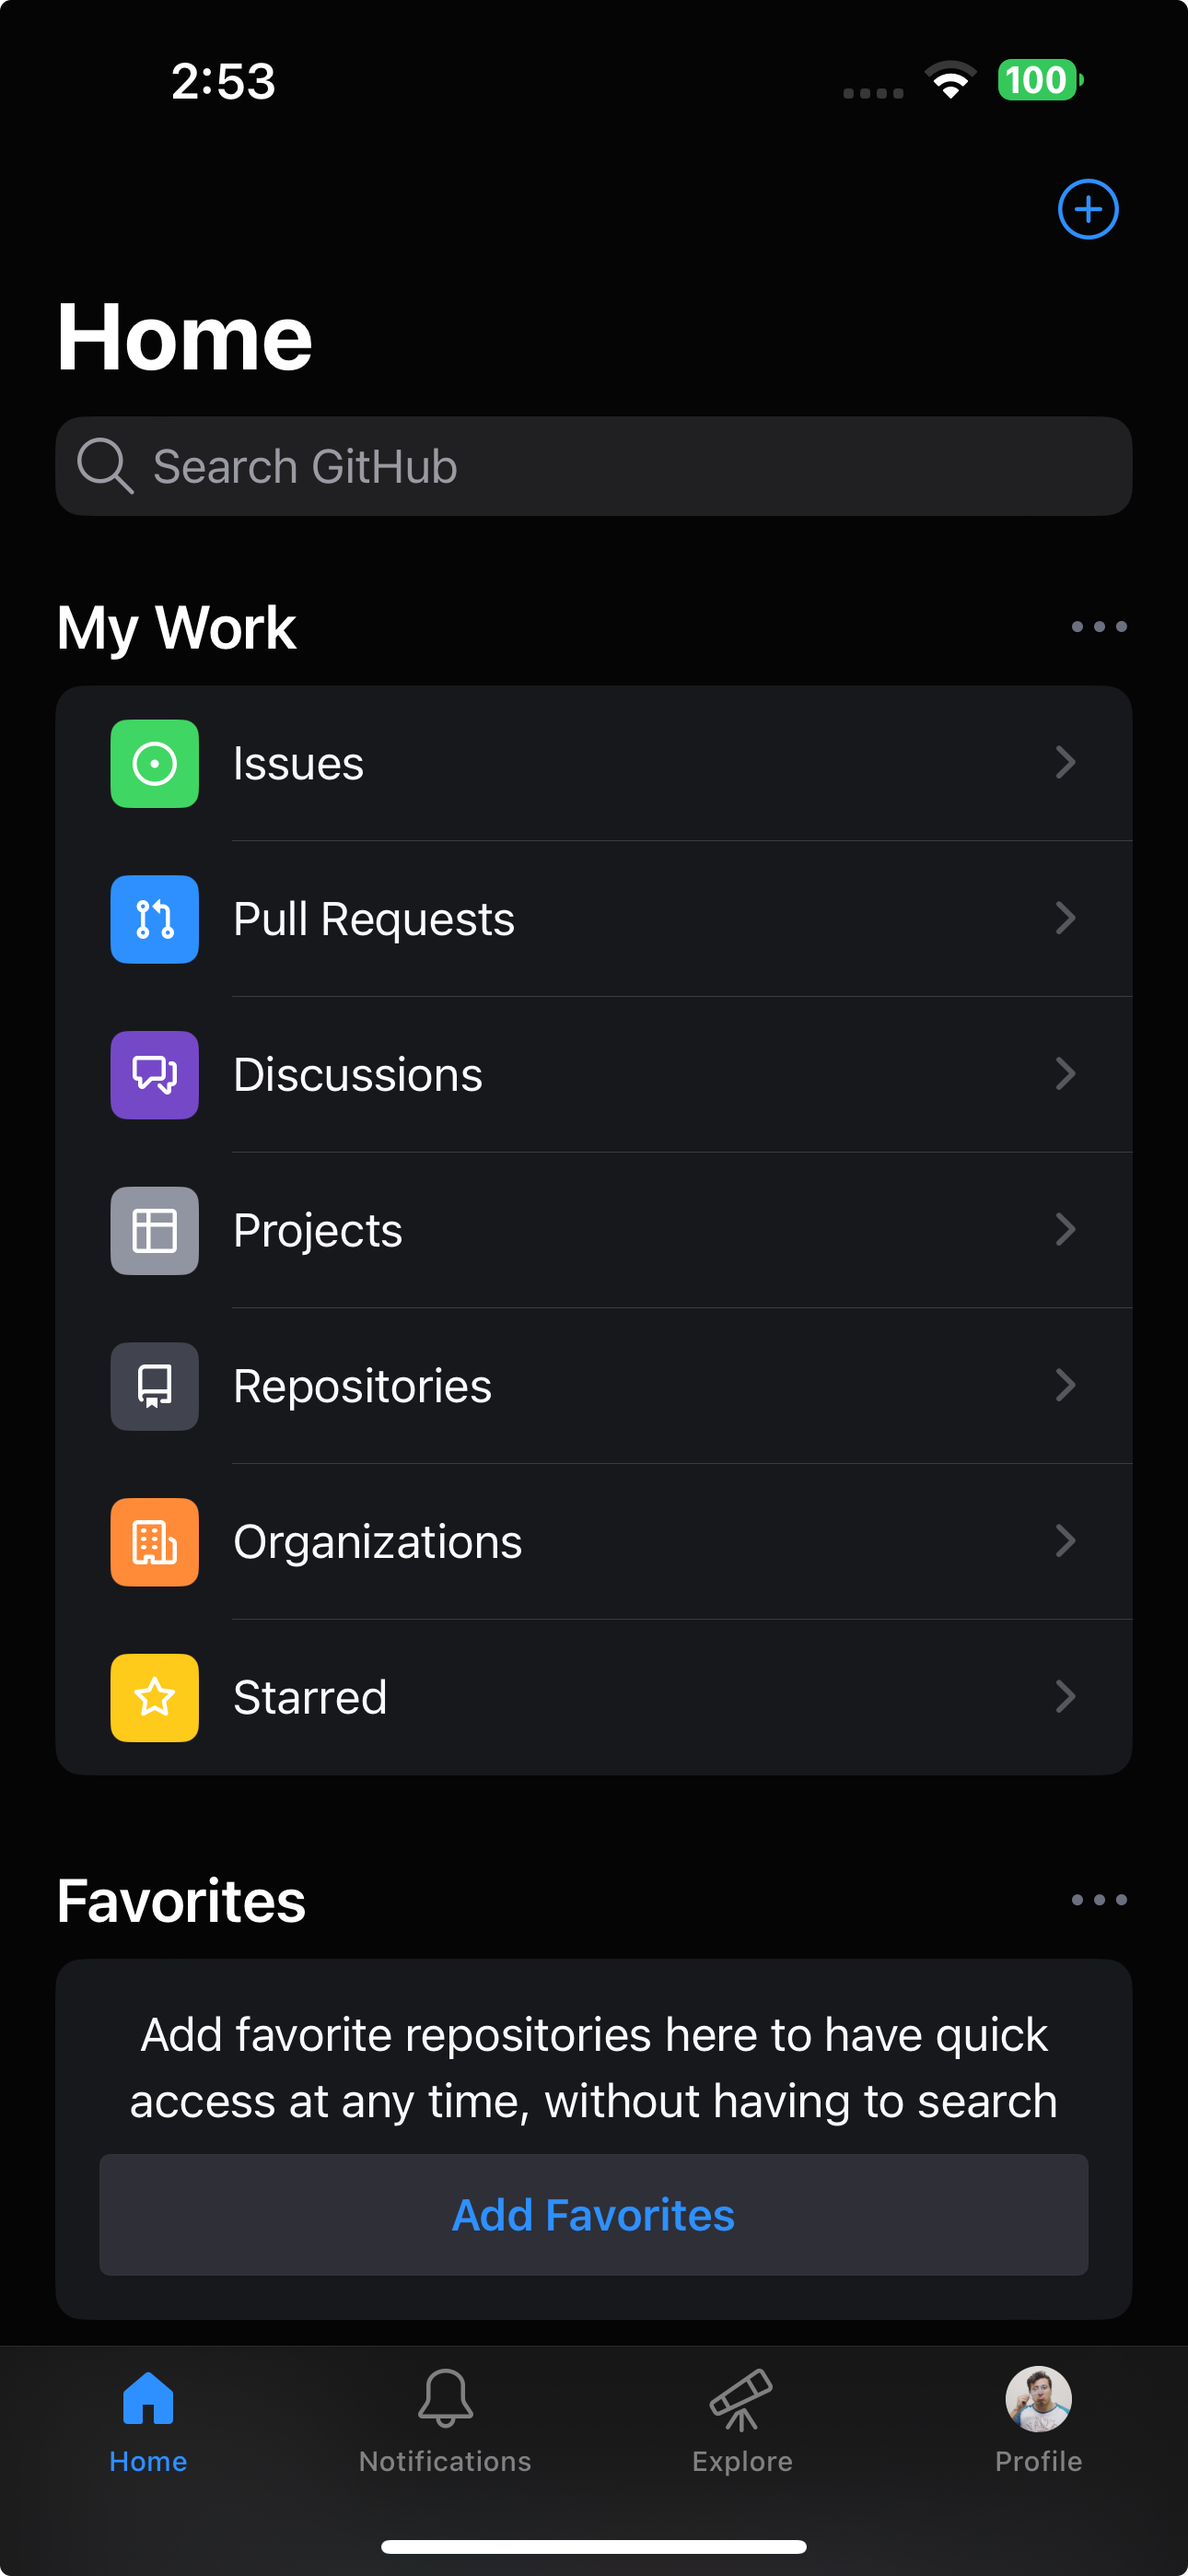 2:53
100
Home
Search GitHub
My Work
Issues
Pull Requests
Discussions
Projects
Repositories
Organizations
Starred
Favorites
Add favorite repositories here to have quick
access at any time, without having to search
Add Favorites
Home
Notifications
Explore
Profile